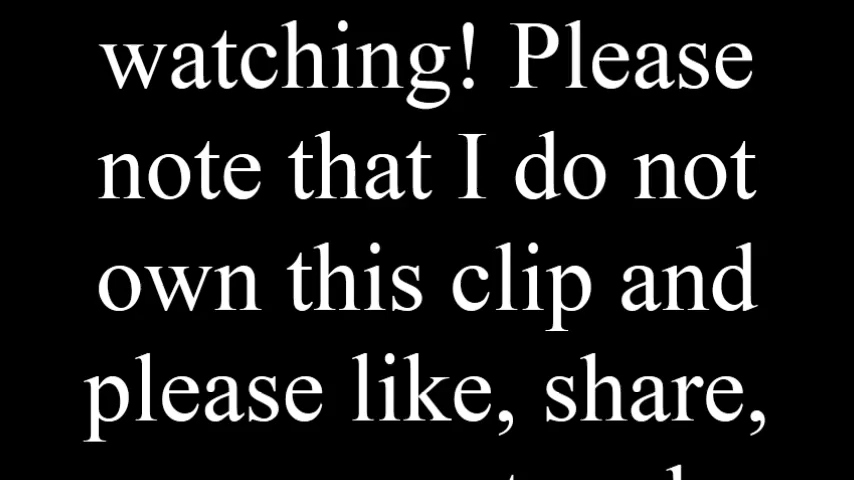 watching! Please
note that I do not
own this clip and
please like, share,